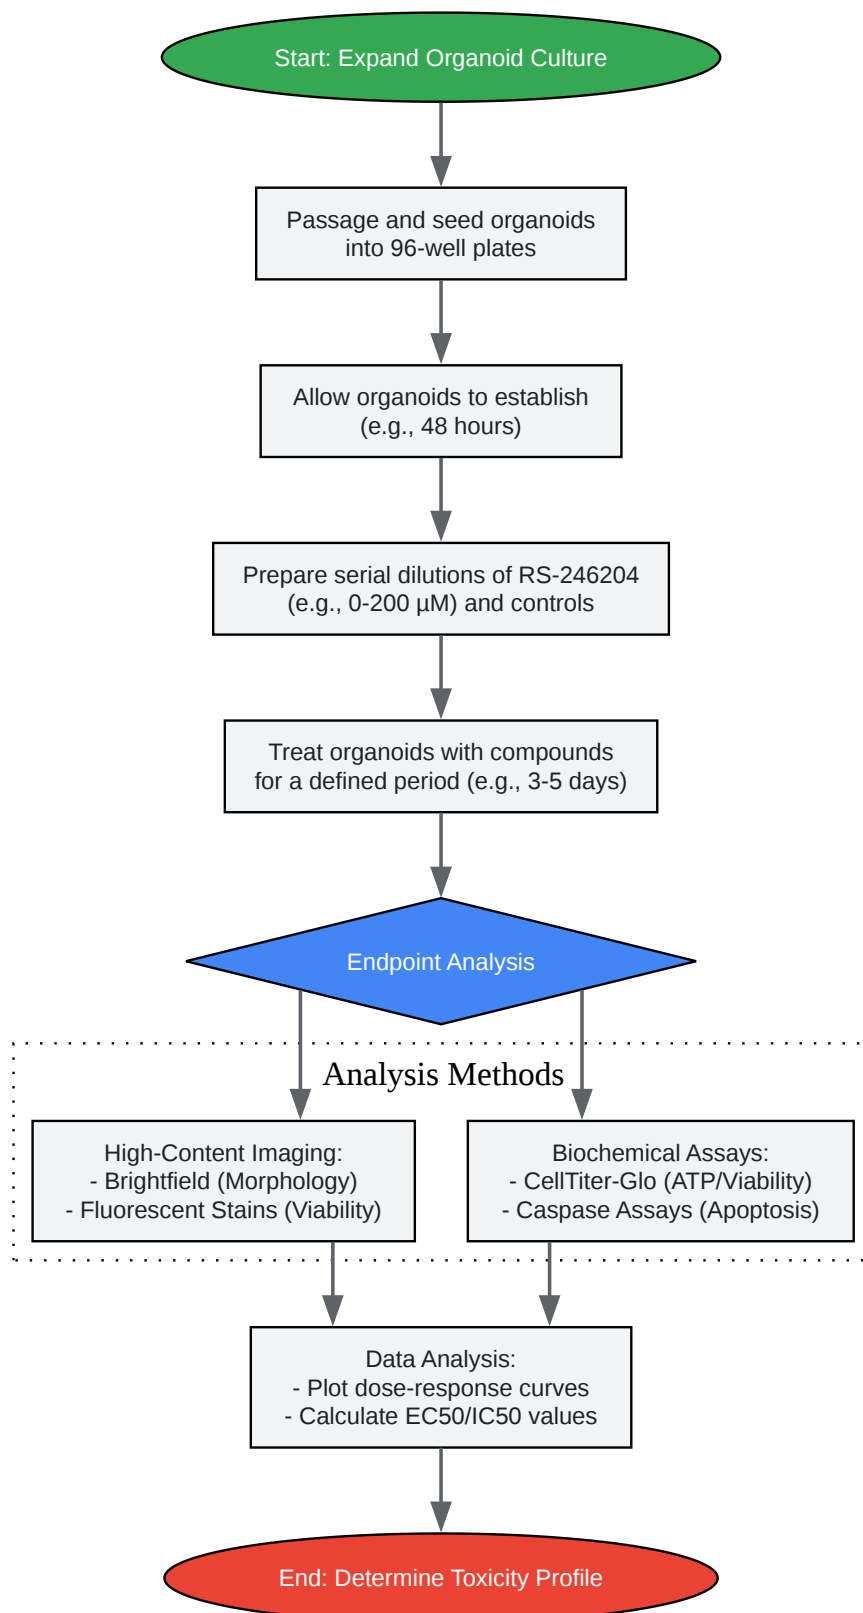 Start: Expand Organoid Culture
Passage and seed organoids
into 96-well plates
Allow organoids to establish
(e.g., 48 hours)
Prepare serial dilutions of RS-246204
(e.g., 0-200 µM) and controls
Treat organoids with compounds
for a defined period (e.g., 3-5 days)
Endpoint Analysis
Analysis Methods
High-Content Imaging:
- Brightfield (Morphology)
- Fluorescent Stains (Viability)
Biochemical Assays:
- CellTiter-Glo (ATP/Viability)
- Caspase Assays (Apoptosis)
Data Analysis:
- Plot dose-response curves
- Calculate EC50/IC50 values
End: Determine Toxicity Profile